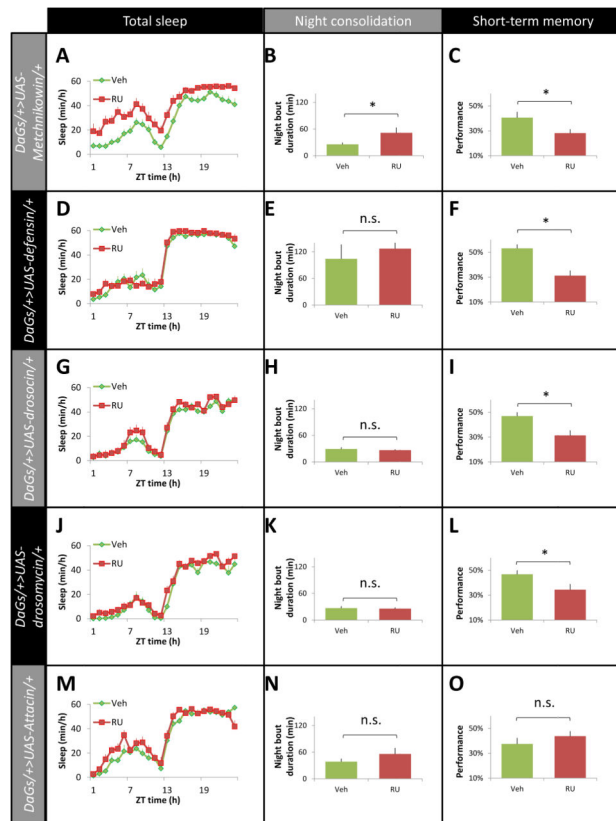 Total sleep
Night consolidation
Short-term memory
DaGs/+>UAS-
Metchnikowin/+
A
Sleep (min/h)
60
40
20
0
Veh
RU
1
7
13
19
ZT time (h)
B
Night bout
duration (min)
120
60
0
*
Veh
RU
C
Performance
50%
30%
10%
*
Veh
RU
DaGs/+>UAS-defensin/+
D
Sleep (min/h)
60
40
20
0
Veh
RU
1
7
13
19
ZT time (h)
E
Night bout
duration (min)
120
60
0
n.s.
Veh
RU
F
Performance
50%
30%
10%
*
Veh
RU
DaGs/+>UAS-drosocin/+
G
Sleep (min/h)
60
40
20
0
Veh
RU
1
7
13
19
ZT time (h)
H
Night bout
duration (min)
120
60
0
n.s.
Veh
RU
I
Performance
50%
30%
10%
*
Veh
RU
DaGs/+>UAS-
drosomycin/+
J
Sleep (min/h)
60
40
20
0
Veh
RU
1
7
13
19
ZT time (h)
K
Night bout
duration (min)
120
60
0
n.s.
Veh
RU
L
Performance
50%
30%
10%
*
Veh
RU
DaGs/+>UAS-Attacin/+
M
Sleep (min/h)
60
40
20
0
Veh
RU
1
7
13
19
ZT time (h)
N
Night bout
duration (min)
120
60
0
n.s.
Veh
RU
O
Performance
50%
30%
10%
n.s.
Veh
RU